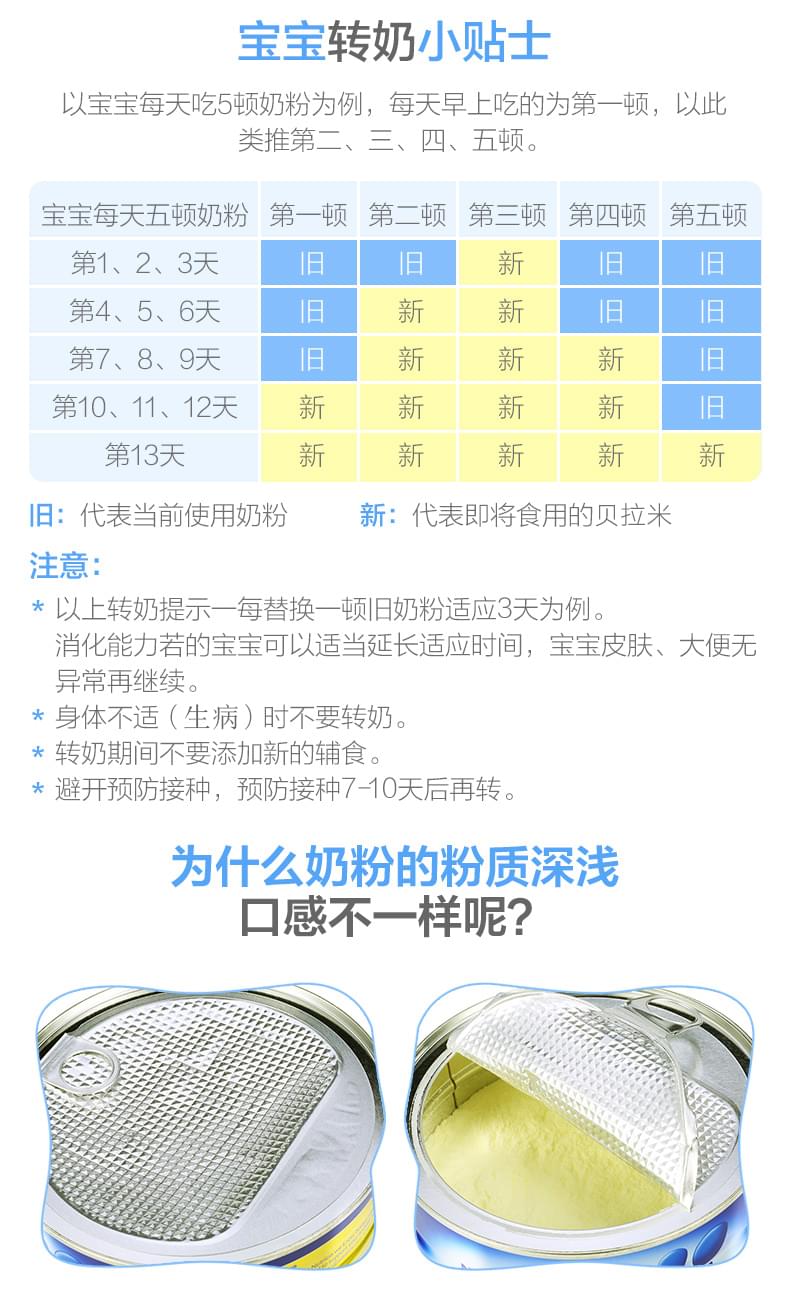 宝宝转奶小贴士
以宝宝每天吃5顿奶粉为例，每天早上吃的为第一顿，以此
类推第二、三、四、五顿。
宝宝每天五顿奶粉 第一顿 第二顿 第三顿 第四顿 第五顿
第1、2、3天 旧 旧 新 旧 旧
第4、5、6天 旧 新 新 旧 旧
第7、8、9天 旧 新 新 新 旧
第10、11、12天 新 新 新 新 旧
第13天 新 新 新 新 新
旧：代表当前使用奶粉 新：代表即将食用的贝拉米
注意：
* 以上转奶提示一每替换一顿旧奶粉适应3天为例。
消化能力若的宝宝可以适当延长适应时间，宝宝皮肤、大便无
异常再继续。
* 身体不适（生病）时不要转奶。
* 转奶期间不要添加新的辅食。
* 避开预防接种，预防接种7-10天后再转。
为什么奶粉的粉质深浅
口感不一样呢？